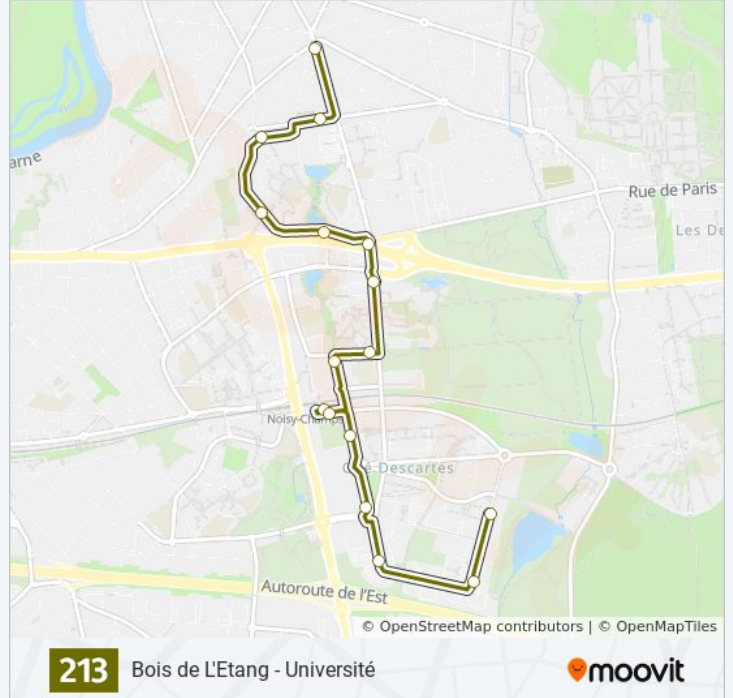 arne
Rue de Paris
Les De
Noisy-Champs
Cité Descartes
Autoroute de l'Est
© OpenStreetMap contributors | © OpenMapTiles
213 Bois de L'Etang - Université
moovit